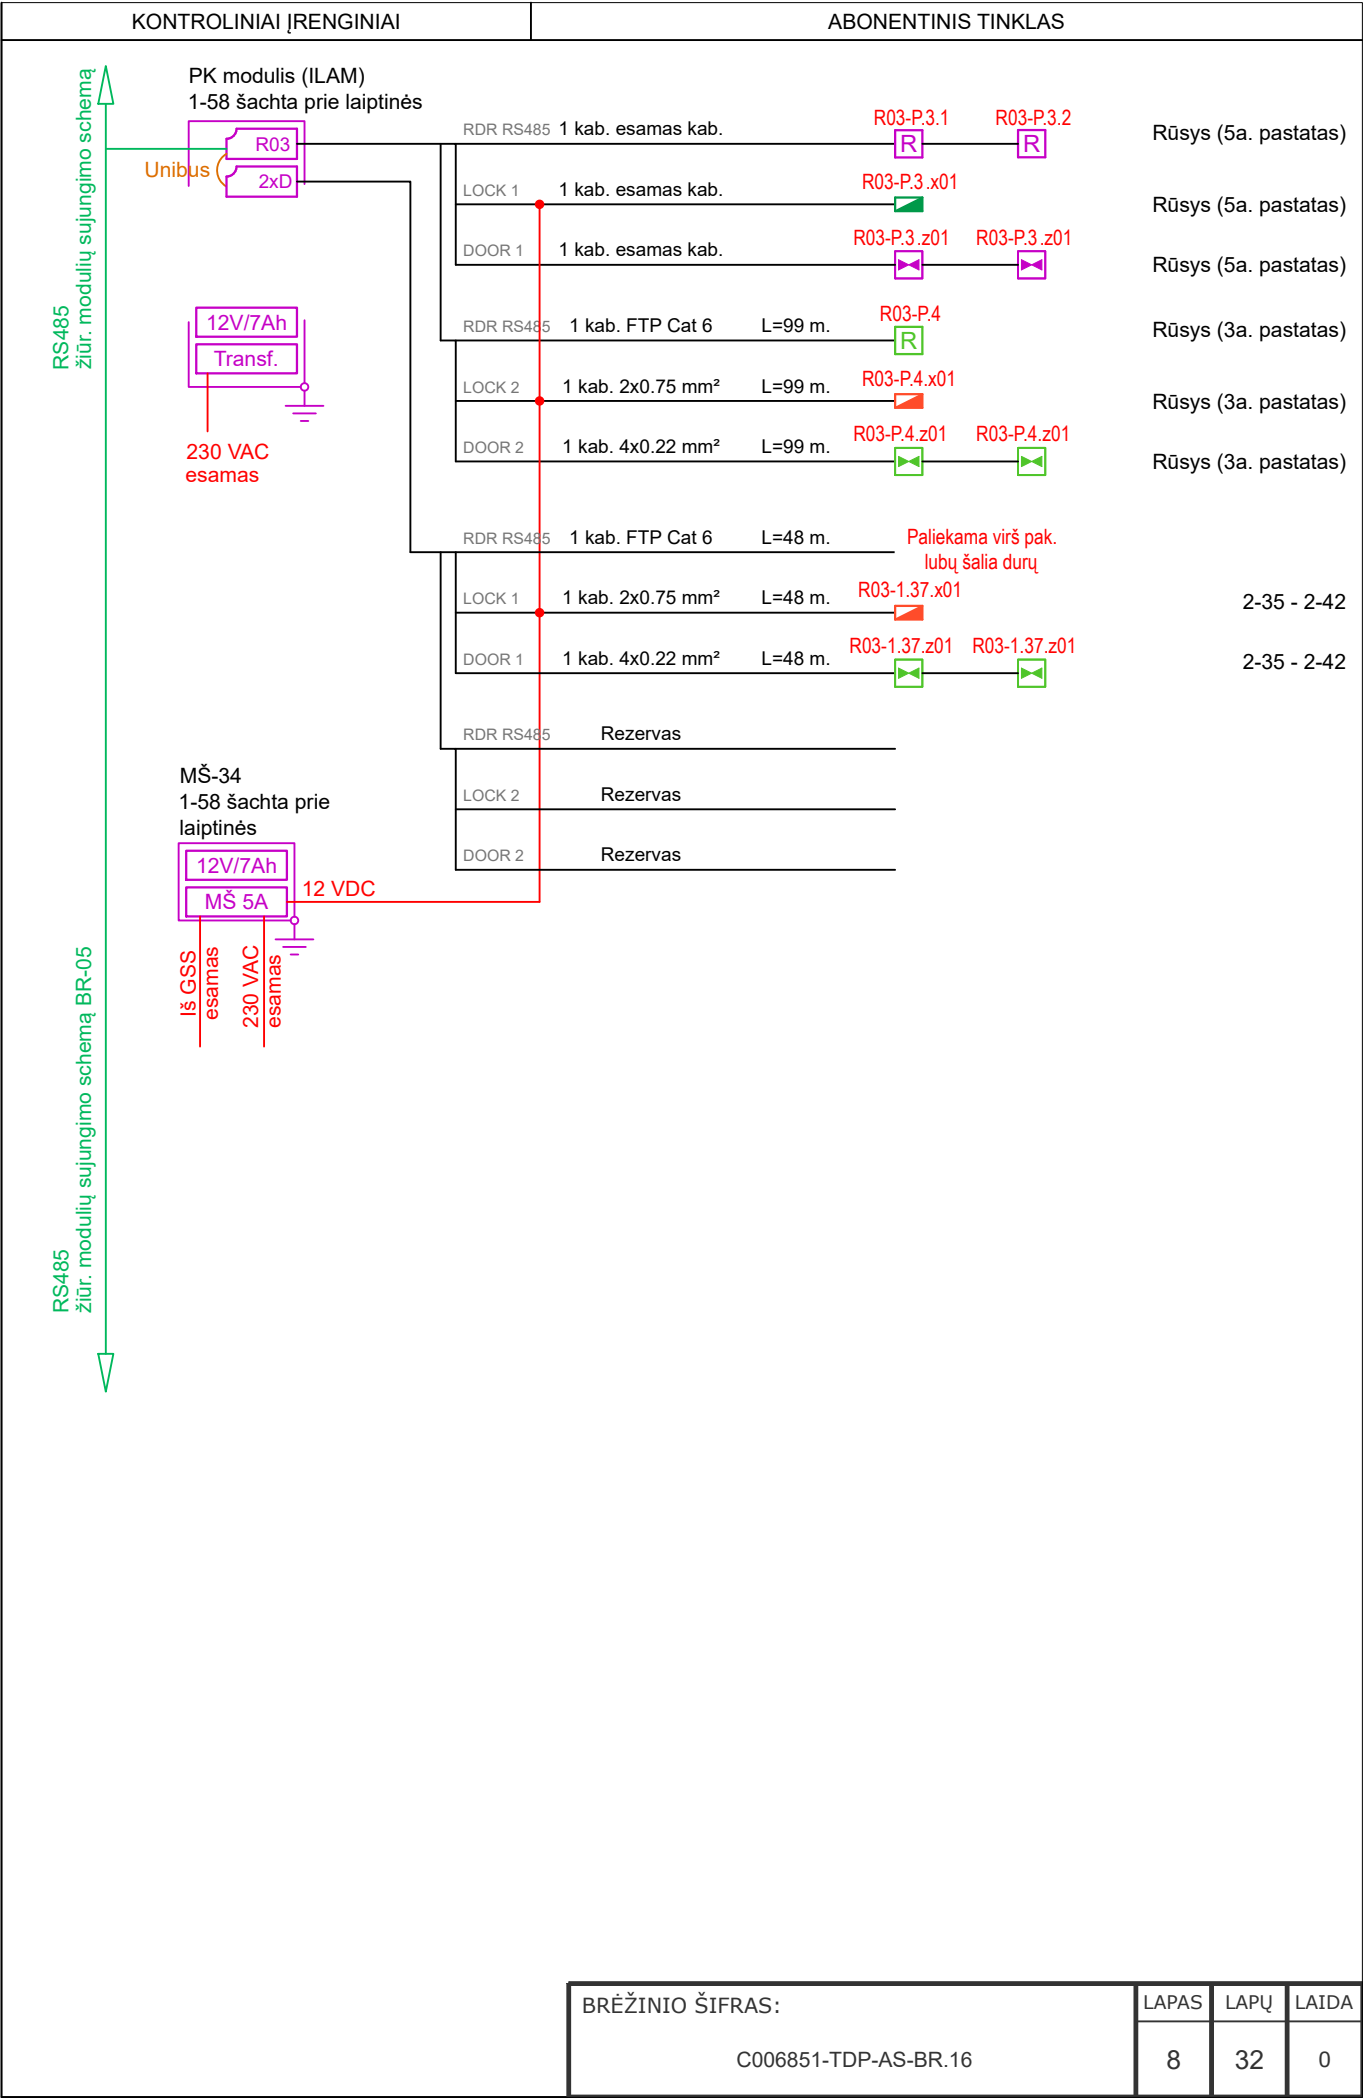 KONTROLINIAI ĮRENGINIAI
ABONENTINIS TINKLAS
RS485
žiūr. modulių sujungimo schemą
PK modulis (ILAM)
1-58 šachta prie laiptinės
R03
Unibus
2xD
RDR RS485 1 kab. esamas kab. R03-P.3.1 R R03-P.3.2 R Rūsys (5a. pastatas)
LOCK 1 1 kab. esamas kab. R03-P.3 .x01 Rūsys (5a. pastatas)
DOOR 1 1 kab. esamas kab. R03-P.3 .z01 R03-P.3 .z01 Rūsys (5a. pastatas)
12V/7Ah
Transf.
230 VAC
esamas
RDR RS485 1 kab. FTP Cat 6 L=99 m. R03-P.4 R Rūsys (3a. pastatas)
LOCK 2 1 kab. 2x0.75 mm² L=99 m. R03-P.4.x01 Rūsys (3a. pastatas)
DOOR 2 1 kab. 4x0.22 mm² L=99 m. R03-P.4.z01 R03-P.4.z01 Rūsys (3a. pastatas)
RDR RS485 1 kab. FTP Cat 6 L=48 m. Paliekama virš pak.
lubų šalia durų
LOCK 1 1 kab. 2x0.75 mm² L=48 m. R03-1.37.x01 2-35 - 2-42
DOOR 1 1 kab. 4x0.22 mm² L=48 m. R03-1.37.z01 R03-1.37.z01 2-35 - 2-42
RDR RS485 Rezervas
LOCK 2 Rezervas
DOOR 2 Rezervas
MŠ-34
1-58 šachta prie
laiptinės
12V/7Ah
MŠ 5A
12 VDC
Iš GSS
esamas
230 VAC
esamas
RS485
žiūr. modulių sujungimo schemą BR-05
BRĖŽINIO ŠIFRAS:
C006851-TDP-AS-BR.16
LAPAS LAPŲ LAIDA
8 32 0